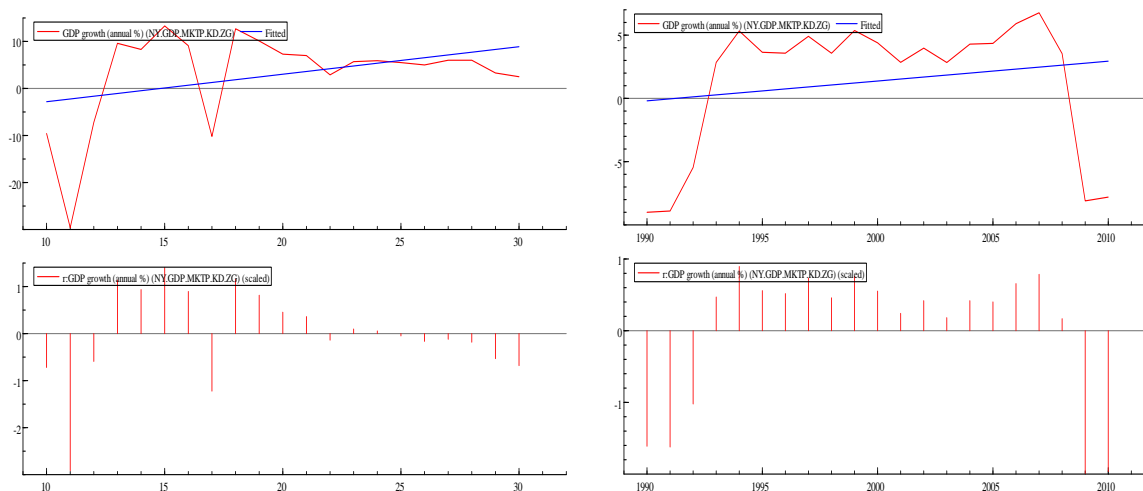 GDP growth (annual %) (NY.GDP.MKTP.KD.ZG) Fitted
10
0
-10
-20
10 15 20 25 30
GDP growth (annual %) (NY.GDP.MKTP.KD.ZG) Fitted
5
0
-5
1990 1995 2000 2005 2010
r:GDP growth (annual %) (NY.GDP.MKTP.KD.ZG) (scaled)
1
0
-1
-2
10 15 20 25 30
r:GDP growth (annual %) (NY.GDP.MKTP.KD.ZG) (scaled)
1
0
-1
1990 1995 2000 2005 2010